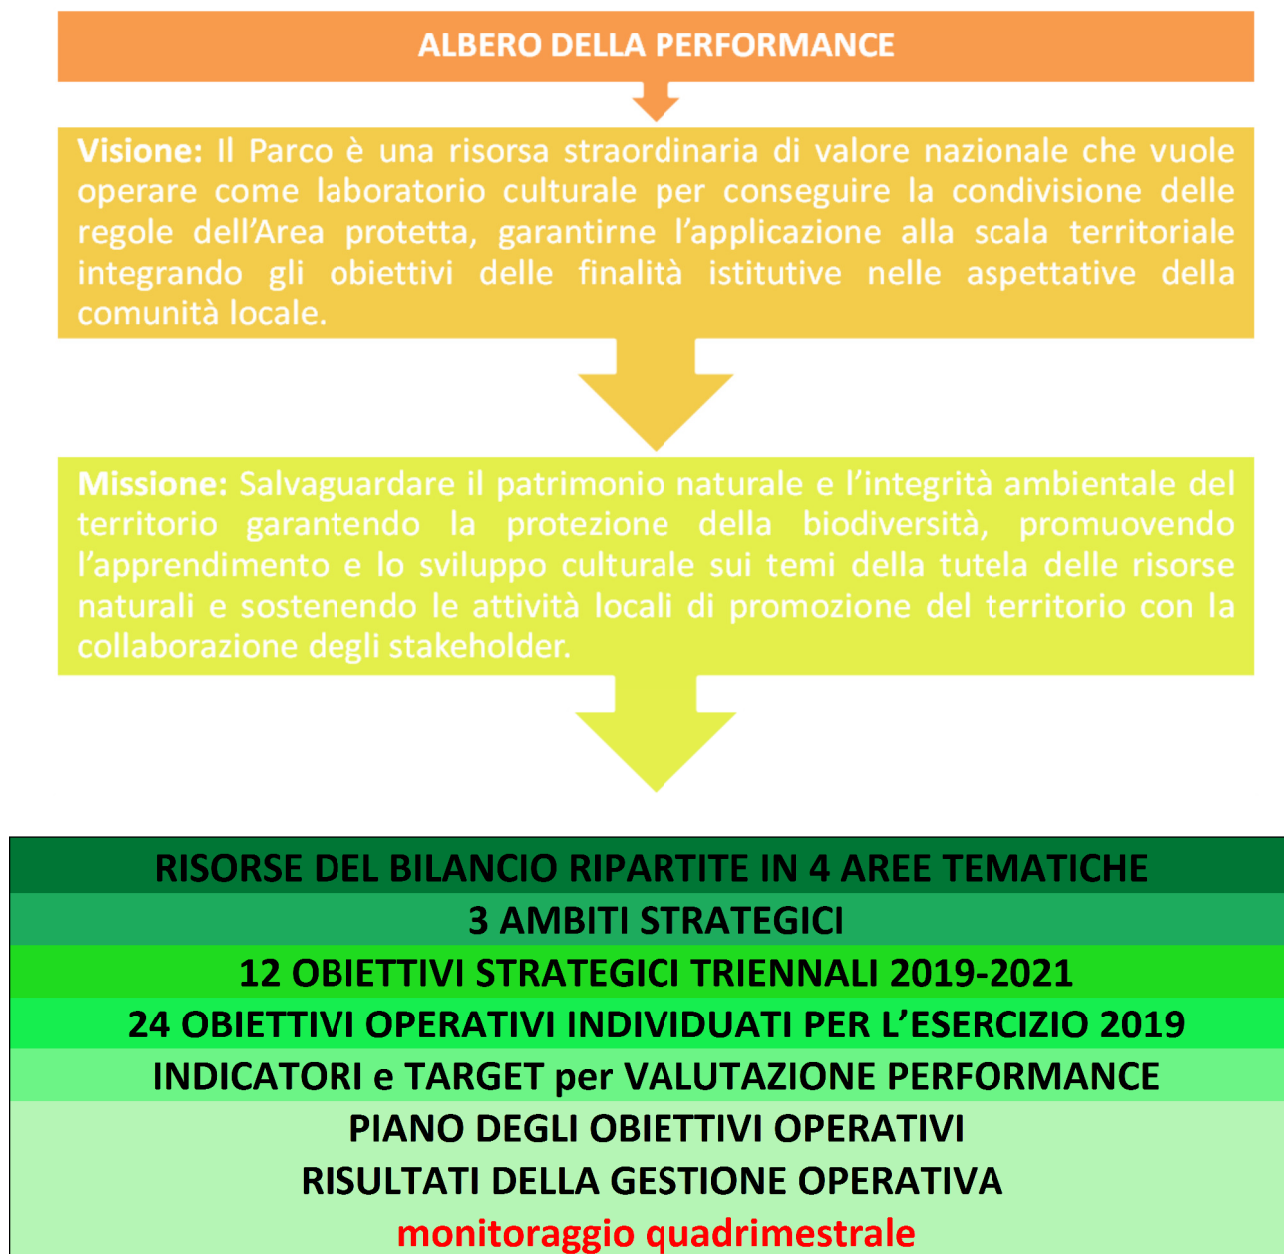 ALBERO DELLA PERFORMANCE
Visione: Il Parco è una risorsa straordinaria di valore nazionale che vuole
operare come laboratorio culturale per conseguire la condivisione delle
regole dell’Area protetta, garantirne l’applicazione alla scala territoriale
integrando gli obiettivi delle finalità istitutive nelle aspettative della
comunità locale.
Missione: Salvaguardare il patrimonio naturale e l’integrità ambientale del
territorio garantendo la protezione della biodiversità, promuovendo
l’apprendimento e lo sviluppo culturale sui temi della tutela delle risorse
naturali e sostenendo le attività locali di promozione del territorio con la
collaborazione degli stakeholder.
RISORSE DEL BILANCIO RIPARTITE IN 4 AREE TEMATICHE
3 AMBITI STRATEGICI
12 OBIETTIVI STRATEGICI TRIENNALI 2019-2021
24 OBIETTIVI OPERATIVI INDIVIDUATI PER L’ESERCIZIO 2019
INDICATORI e TARGET per VALUTAZIONE PERFORMANCE
PIANO DEGLI OBIETTIVI OPERATIVI
RISULTATI DELLA GESTIONE OPERATIVA
monitoraggio quadrimestrale